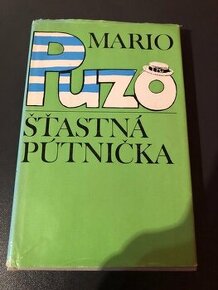 MARIO
Puzo
ŠŤASTNÁ
PÚTNIČKA